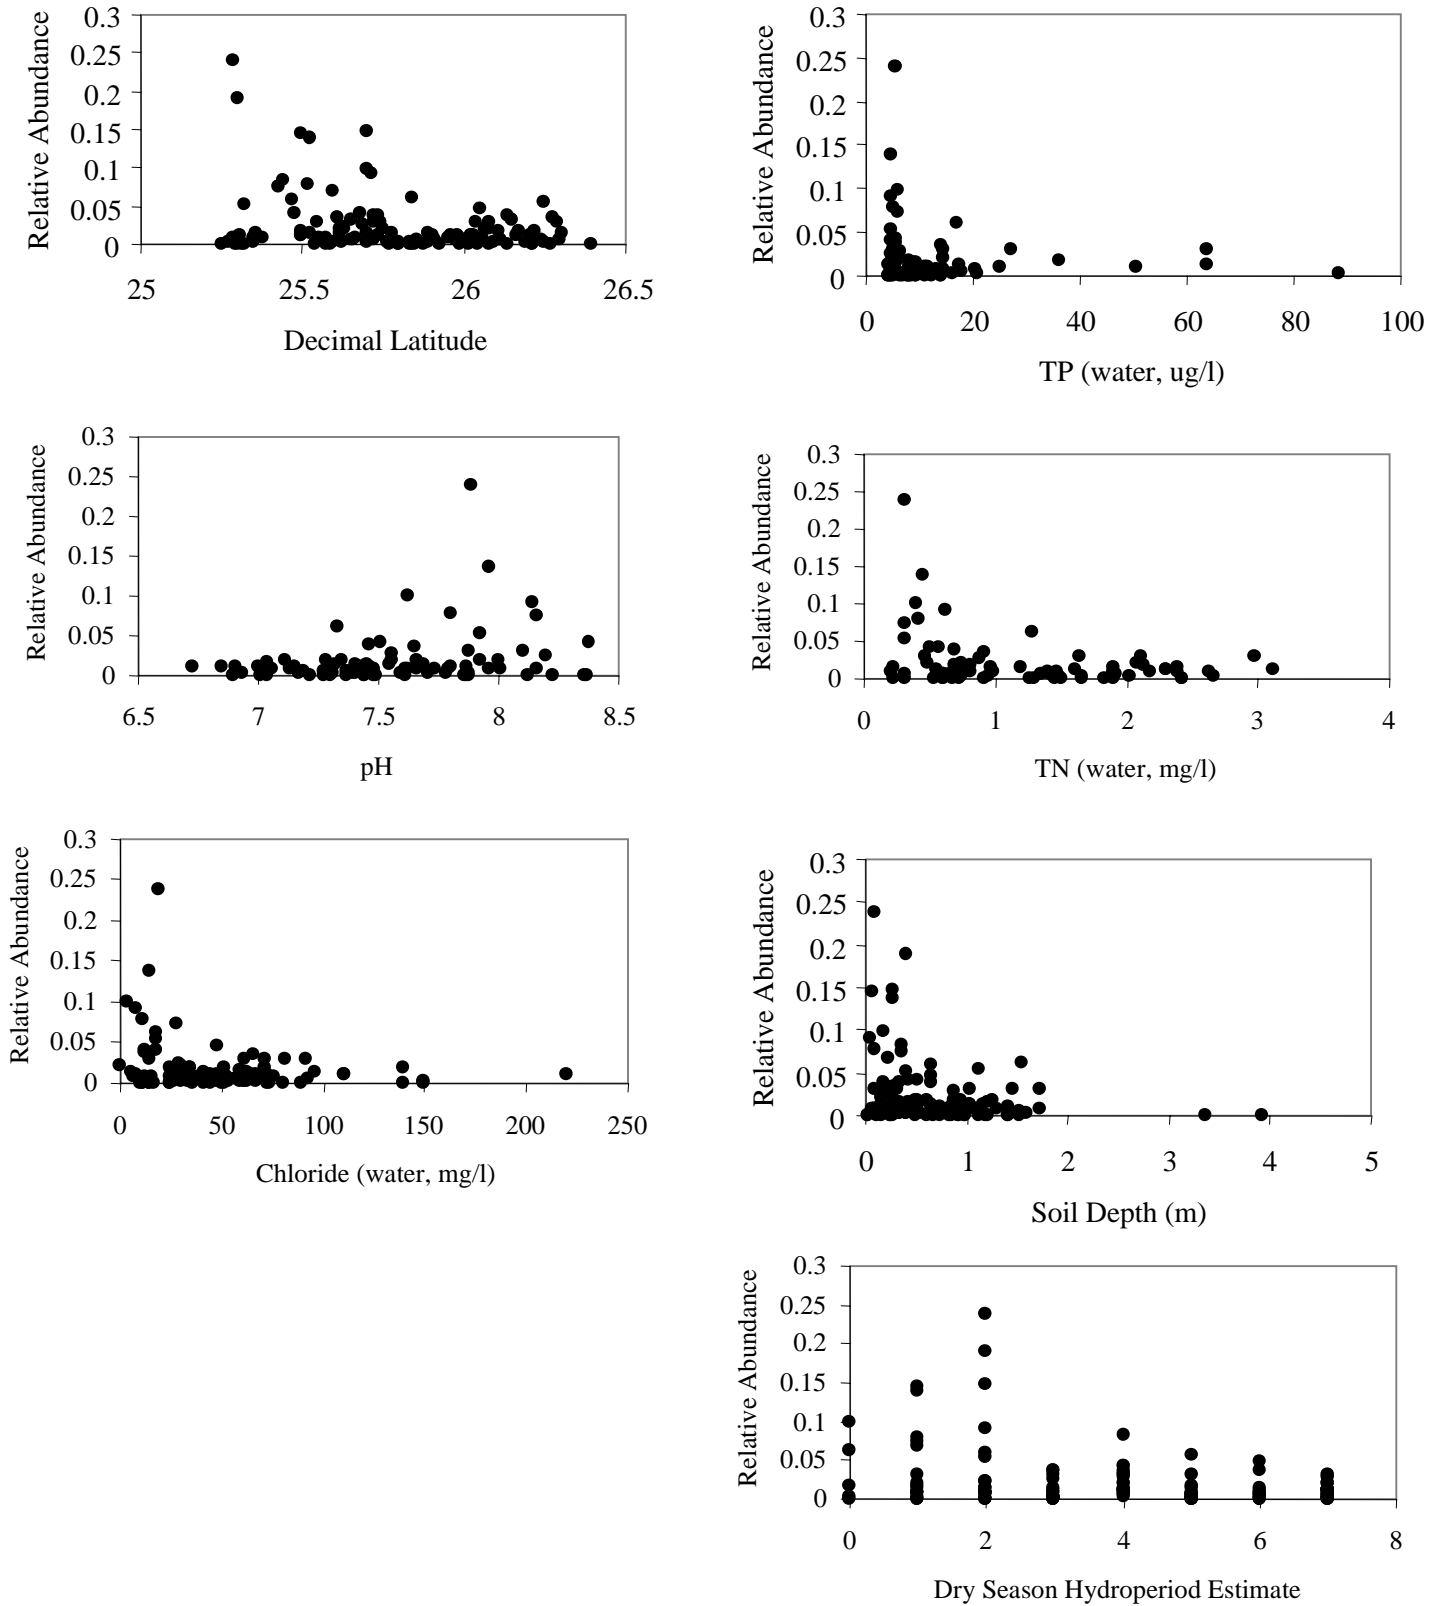 Relative Abundance
0.3
0.25
0.2
0.15
0.1
0.05
0
25 25.5 26 26.5
Decimal Latitude
Relative Abundance
0.3
0.25
0.2
0.15
0.1
0.05
0
0 20 40 60 80 100
TP (water, ug/l)
Relative Abundance
0.3
0.25
0.2
0.15
0.1
0.05
0
6.5 7 7.5 8 8.5
pH
Relative Abundance
0.3
0.25
0.2
0.15
0.1
0.05
0
0 1 2 3 4
TN (water, mg/l)
Relative Abundance
0.3
0.25
0.2
0.15
0.1
0.05
0
0 50 100 150 200 250
Chloride (water, mg/l)
Relative Abundance
0.3
0.25
0.2
0.15
0.1
0.05
0
0 1 2 3 4 5
Soil Depth (m)
Relative Abundance
0.3
0.25
0.2
0.15
0.1
0.05
0
0 2 4 6 8
Dry Season Hydroperiod Estimate